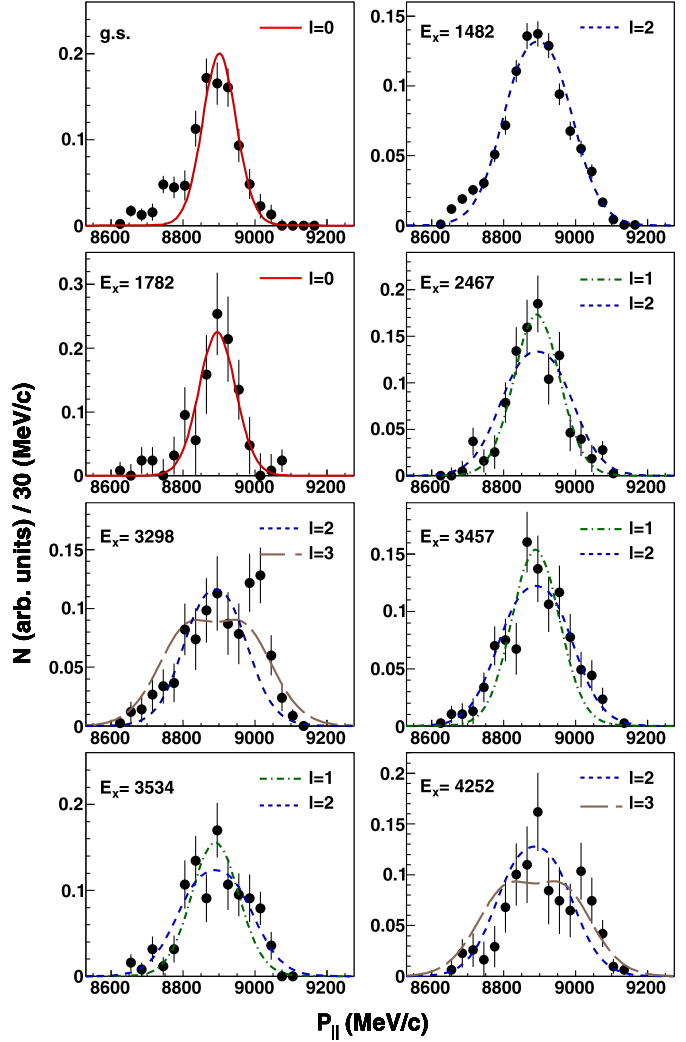 g.s.
l=0
0.2
0.1
0
8600 8800 9000 9200
E_x= 1482
l=2
0.15
0.1
0.05
0
8600 8800 9000 9200
E_x= 1782
l=0
0.3
0.2
0.1
0
8600 8800 9000 9200
E_x= 2467
l=1
l=2
0.2
0.15
0.1
0.05
0
8600 8800 9000 9200
E_x= 3298
l=2
l=3
0.15
0.1
0.05
0
8600 8800 9000 9200
E_x= 3457
l=1
l=2
0.15
0.1
0.05
0
8600 8800 9000 9200
E_x= 3534
l=1
l=2
0.2
0.1
0
8600 8800 9000 9200
E_x= 4252
l=2
l=3
0.2
0.15
0.1
0.05
0
8600 8800 9000 9200
N (arb. units) / 30 (MeV/c)
P_|| (MeV/c)